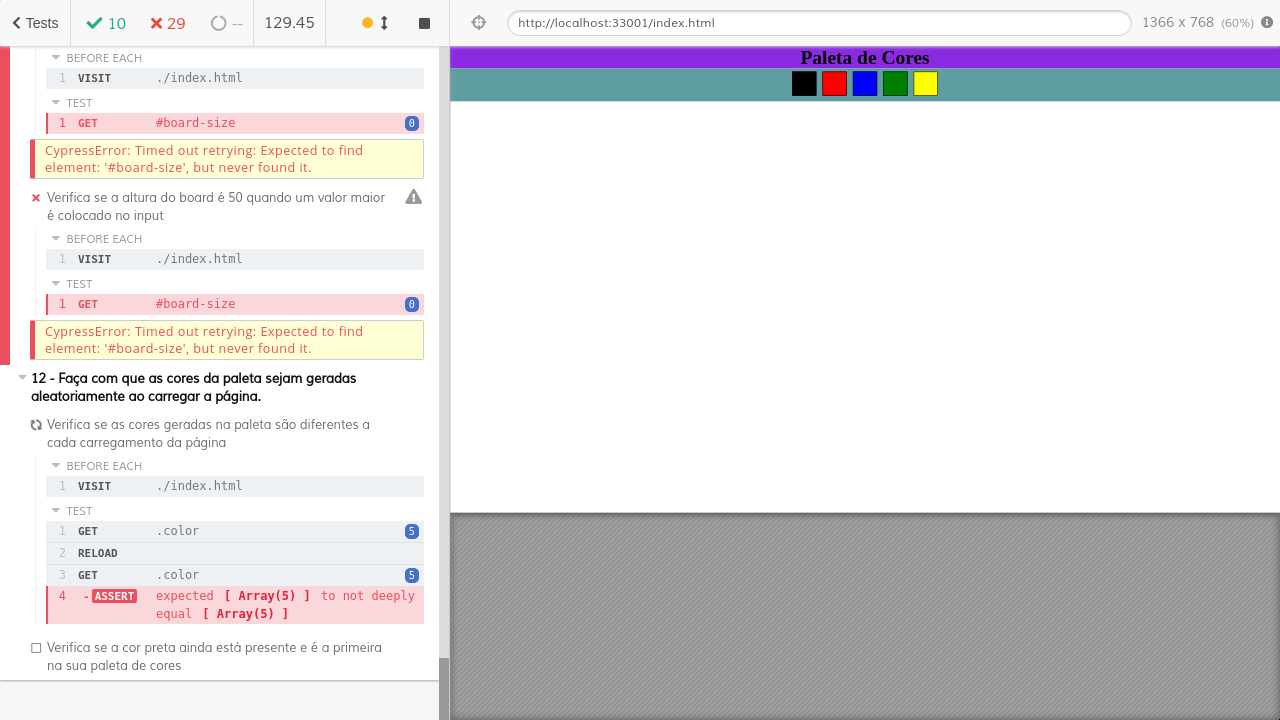 Tests
10
29
--
129.45
http://localhost:33001/index.html
1366 x 768 (60%)
BEFORE EACH
1 VISIT ./index.html
TEST
1 GET #board-size 0
CypressError: Timed out retrying: Expected to find
element: '#board-size', but never found it.
Verifica se a altura do board é 50 quando um valor maior
é colocado no input
BEFORE EACH
1 VISIT ./index.html
TEST
1 GET #board-size 0
CypressError: Timed out retrying: Expected to find
element: '#board-size', but never found it.
12 - Faça com que as cores da paleta sejam geradas
aleatoriamente ao carregar a página.
Verifica se as cores geradas na paleta são diferentes a
cada carregamento da página
BEFORE EACH
1 VISIT ./index.html
TEST
1 GET .color 5
2 RELOAD
3 GET .color 5
4 -ASSERT expected [ Array(5) ] to not deeply
equal [ Array(5) ]
Verifica se a cor preta ainda está presente e é a primeira
na sua paleta de cores
Paleta de Cores